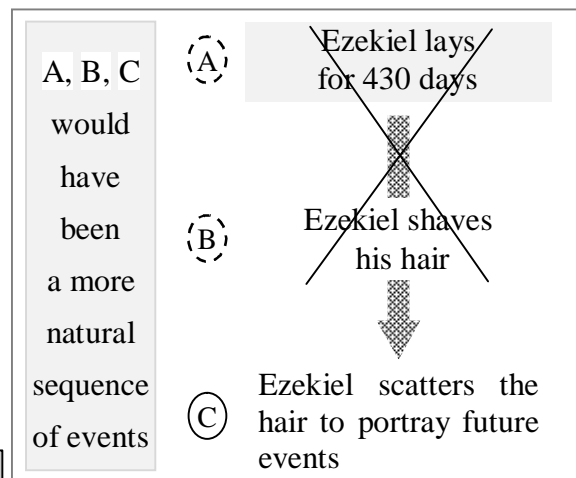 A, B, C
would
have
been
a more
natural
sequence
of events
A
Ezekiel lays
for 430 days
B
Ezekiel shaves
his hair
C
Ezekiel scatters the
hair to portray future
events